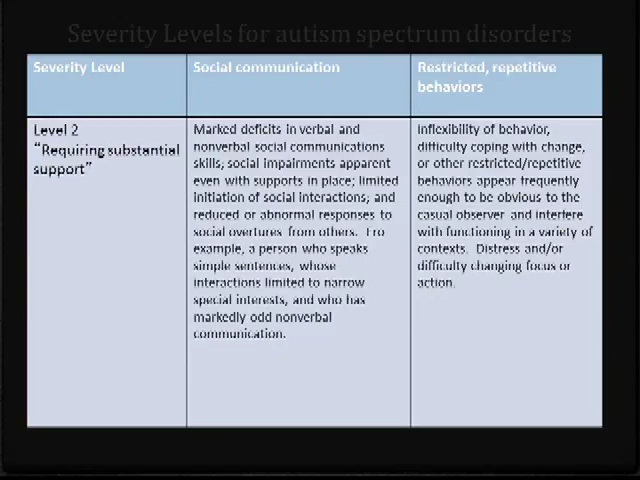 Severity Levels for autism spectrum disorders
Severity Level
Social communication
Restricted, repetitive
behaviors
Level 2
“Requiring substantial
support”
Marked deficits in verbal and
nonverbal social communications
skills; social impairments apparent
even with supports in place; limited
initiation of social interactions; and
reduced or abnormal responses to
social overtures from others. Fro
example, a person who speaks
simple sentences, whose
interactions limited to narrow
special interests, and who has
markedly odd nonverbal
communication.
Inflexibility of behavior,
difficulty coping with change,
or other restricted/repetitive
behaviors appear frequently
enough to be obvious to the
casual observer and interfere
with functioning in a variety of
contexts. Distress and/or
difficulty changing focus or
action.